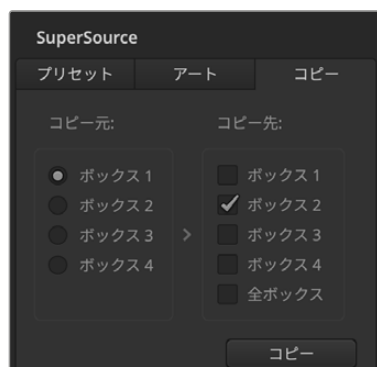 SuperSource
プリセット アート コピー
コピー元: コピー先:
ボックス 1 ボックス 1
ボックス 2 ボックス 2
ボックス 3 > ボックス 3
ボックス 4 ボックス 4
全ボックス
コピー